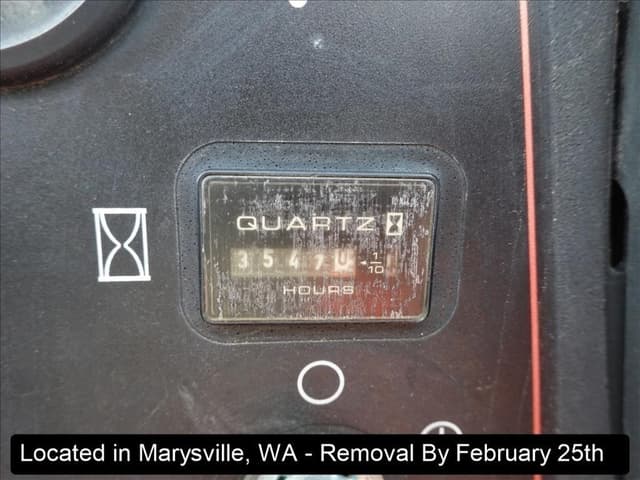 QUARTZ
3547 1/10
HOURS
Located in Marysville, WA - Removal By February 25th